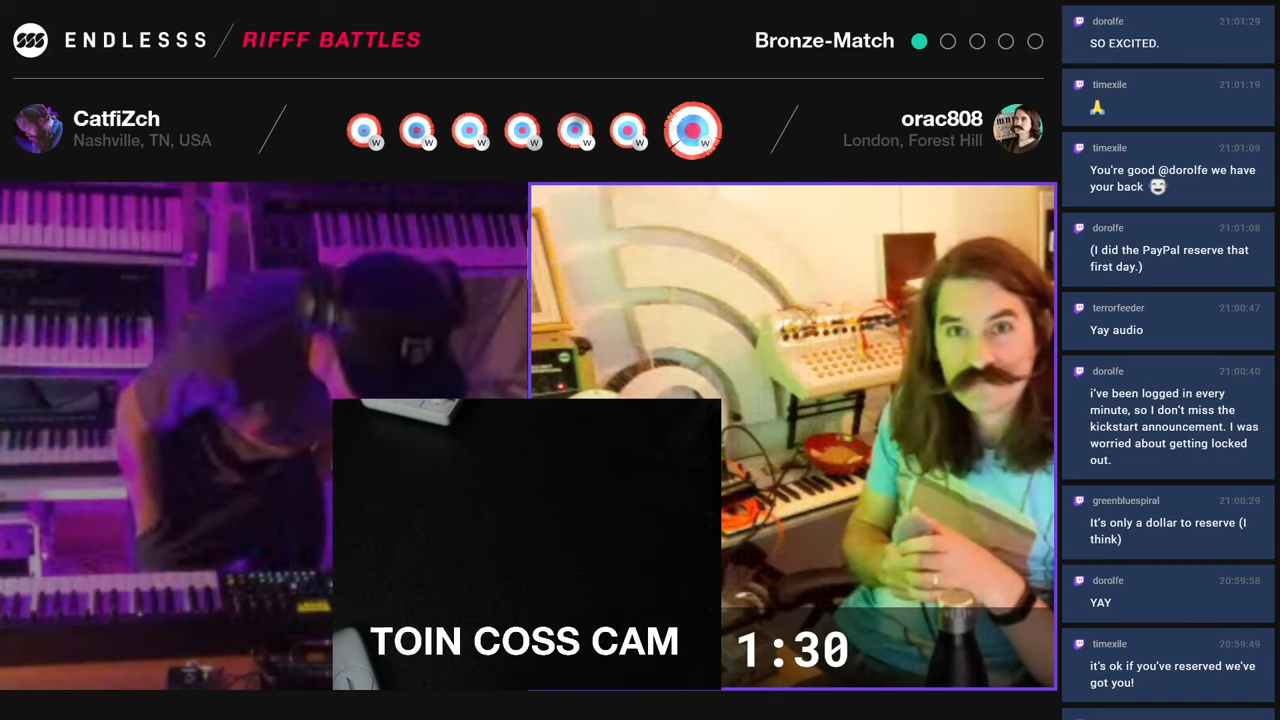 ENDLESSS
RIFFF BATTLES
Bronze-Match
CatfiZch
Nashville, TN, USA
W
W
W
W
W
W
W
orac808
London, Forest Hill
TOIN COSS CAM
1:30
dorolfe
21:01:29
SO EXCITED.
timexile
21:01:19
timexile
21:01:09
You're good @dorolfe we have
your back
dorolfe
21:01:08
(I did the PayPal reserve that
first day.)
terrorfeeder
21:00:47
Yay audio
dorolfe
21:00:40
i've been logged in every
minute, so I don't miss the
kickstart announcement. I was
worried about getting locked
out.
greenbluespiral
21:00:29
It's only a dollar to reserve (I
think)
dorolfe
20:59:58
YAY
timexile
20:59:49
it's ok if you've reserved we've
got you!